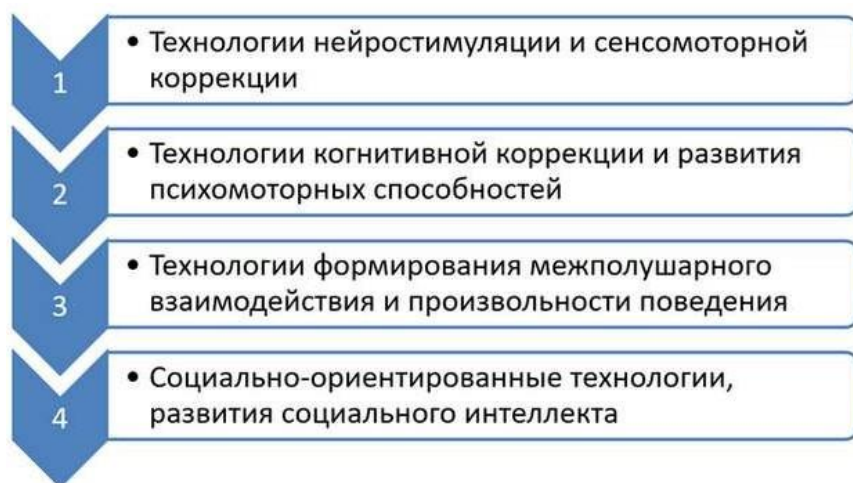 1
• Технологии нейростимуляции и сенсомоторной
коррекции
2
• Технологии когнитивной коррекции и развития
психомоторных способностей
3
• Технологии формирования межполушарного
взаимодействия и произвольности поведения
4
• Социально-ориентированные технологии,
развития социального интеллекта